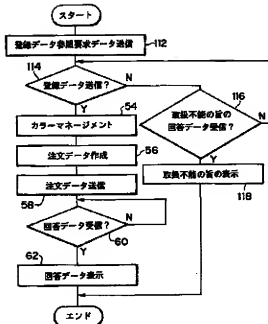 スタート
登録データ参照要求データ送信
112
114
登録データ送信？
N
Y
54
カラーマネージメント
116
取扱不能の旨の
回答データ受信？
N
Y
注文データ作成
56
注文データ送信
58
取扱不能の旨の表示
118
回答データ受信？
N
60
Y
62
回答データ表示
エンド